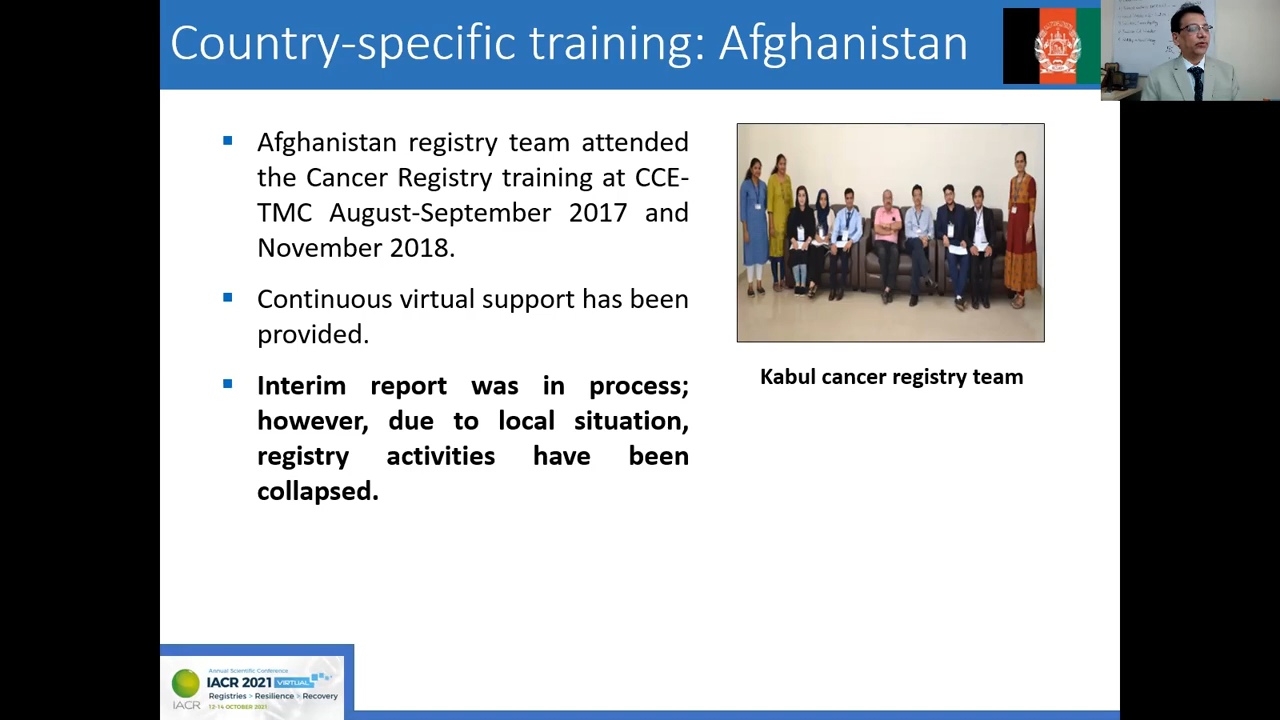 Country-specific training: Afghanistan
Afghanistan registry team attended
the Cancer Registry training at CCE-
TMC August-September 2017 and
November 2018.
Continuous virtual support has been
provided.
Interim report was in process;
however, due to local situation,
registry activities have been
collapsed.
Kabul cancer registry team
Annual Scientific Conference
IACR 2021 VIRTUAL
Registries • Resilience • Recovery
12-14 OCTOBER 2021
IACR